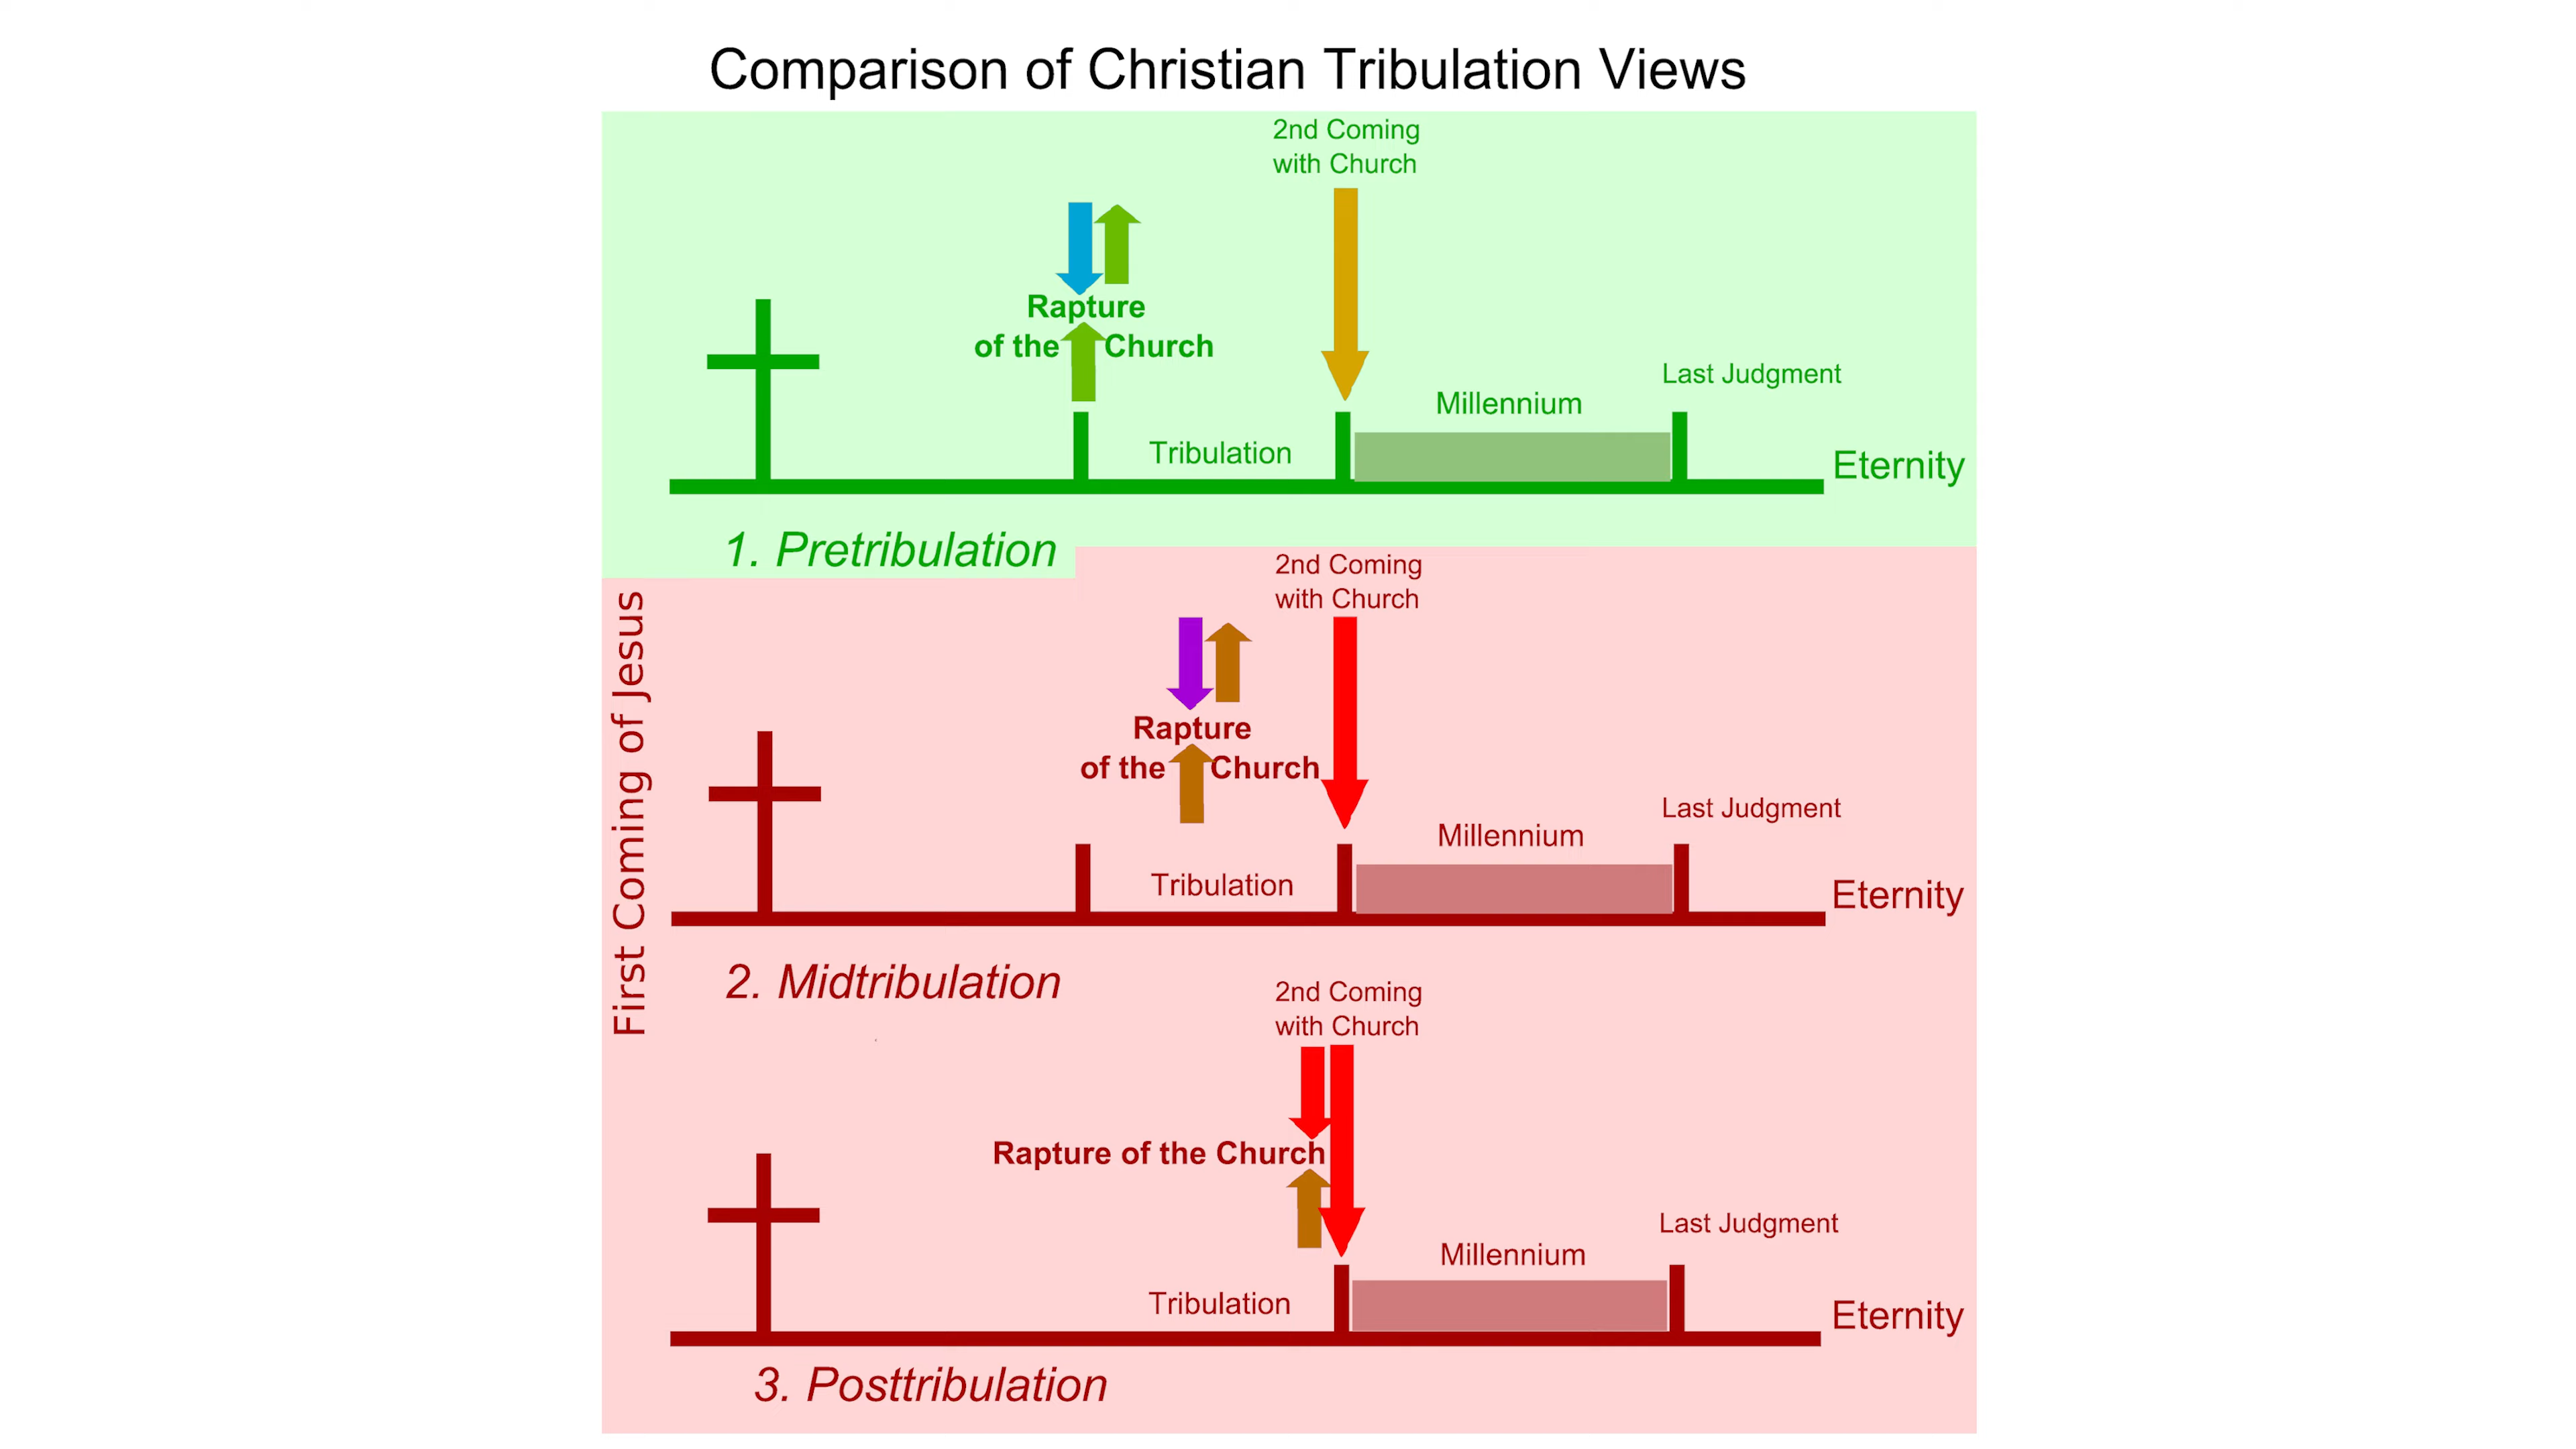 Comparison of Christian Tribulation Views
2nd Coming
with Church
Rapture
of the Church
Last Judgment
Millennium
Tribulation
Eternity
1. Pretribulation
First Coming of Jesus
2nd Coming
with Church
Rapture
of the Church
Last Judgment
Millennium
Tribulation
Eternity
2. Midtribulation
2nd Coming
with Church
Rapture of the Church
Last Judgment
Millennium
Tribulation
Eternity
3. Posttribulation